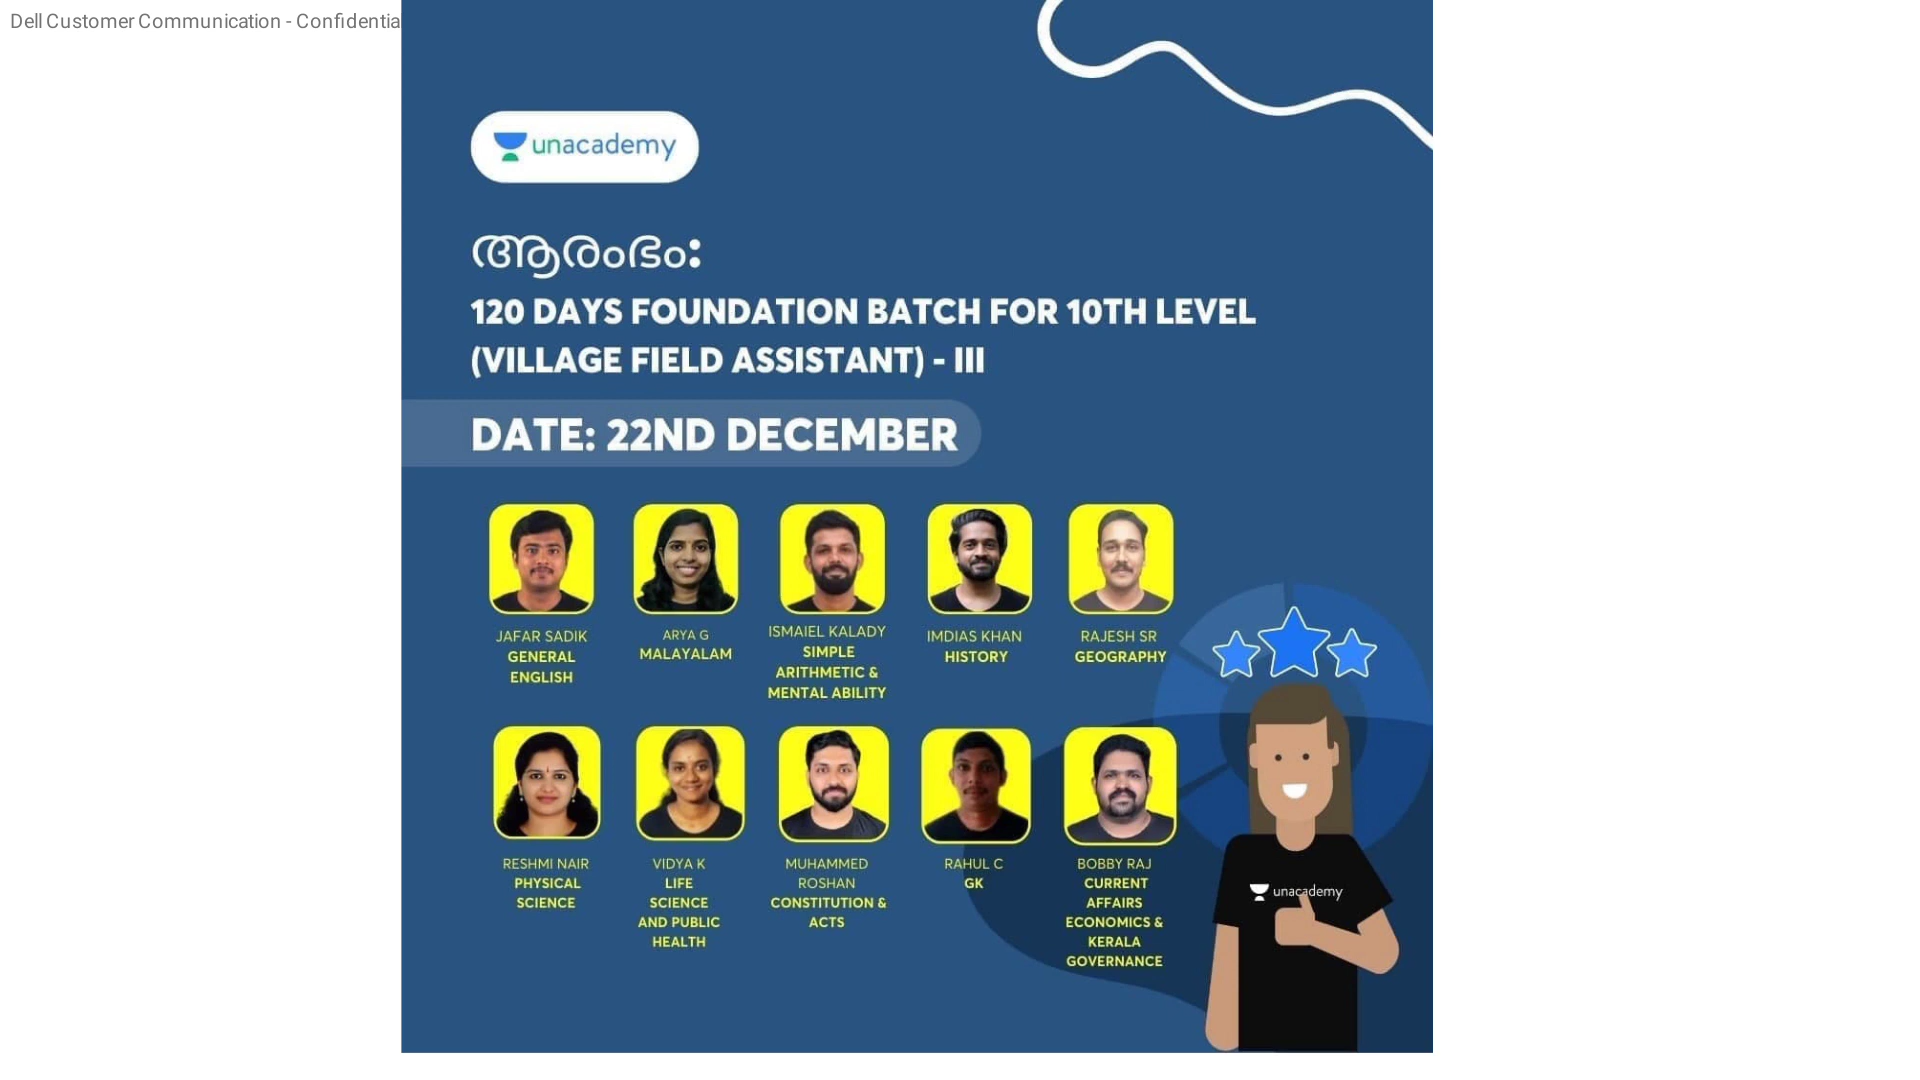 Dell Customer Communication - Confidentia
unacademy
ആരംഭം:
120 DAYS FOUNDATION BATCH FOR 10TH LEVEL
(VILLAGE FIELD ASSISTANT) - III
DATE: 22ND DECEMBER
JAFAR SADIK
GENERAL
ENGLISH
ARYA G
MALAYALAM
ISMAIEL KALADY
SIMPLE
ARITHMETIC &
MENTAL ABILITY
IMDIAS KHAN
HISTORY
RAJESH SR
GEOGRAPHY
RESHMI NAIR
PHYSICAL
SCIENCE
VIDYA K
LIFE
SCIENCE
AND PUBLIC
HEALTH
MUHAMMED
ROSHAN
CONSTITUTION &
ACTS
RAHUL C
GK
BOBBY RAJ
CURRENT
AFFAIRS
ECONOMICS &
KERALA
GOVERNANCE
unacademy